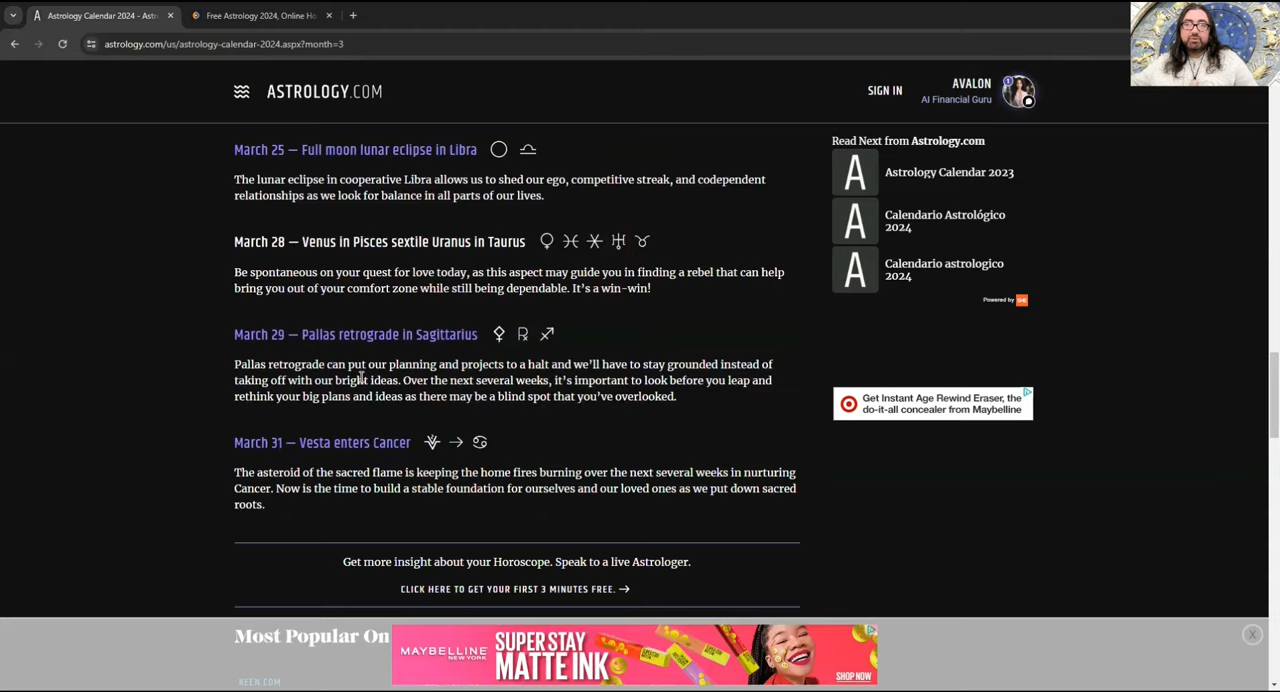 Astrology Calendar 2024 - Astr
Free Astrology 2024, Online Ho
astrology.com/us/astrology-calendar-2024.aspx?month=3
ASTROLOGY.COM
SIGN IN
AVALON
AI Financial Guru
March 25 — Full moon lunar eclipse in Libra
The lunar eclipse in cooperative Libra allows us to shed our ego, competitive streak, and codependent
relationships as we look for balance in all parts of our lives.
March 28 — Venus in Pisces sextile Uranus in Taurus
Be spontaneous on your quest for love today, as this aspect may guide you in finding a rebel that can help
bring you out of your comfort zone while still being dependable. It's a win-win!
March 29 — Pallas retrograde in Sagittarius
Pallas retrograde can put our planning and projects to a halt and we'll have to stay grounded instead of
taking off with our bright ideas. Over the next several weeks, it's important to look before you leap and
rethink your big plans and ideas as there may be a blind spot that you've overlooked.
March 31 — Vesta enters Cancer
The asteroid of the sacred flame is keeping the home fires burning over the next several weeks in nurturing
Cancer. Now is the time to build a stable foundation for ourselves and our loved ones as we put down sacred
roots.
Get more insight about your Horoscope. Speak to a live Astrologer.
CLICK HERE TO GET YOUR FIRST 3 MINUTES FREE. →
Read Next from Astrology.com
A
Astrology Calendar 2023
A
Calendario Astrológico
2024
A
Calendario astrologico
2024
Powered by
Get Instant Age Rewind Eraser, the
do-it-all concealer from Maybelline
Most Popular On
KEEN.COM
MAYBELLINE
NEW YORK
SUPERSTAY
MATTE INK
SHOP NOW
X